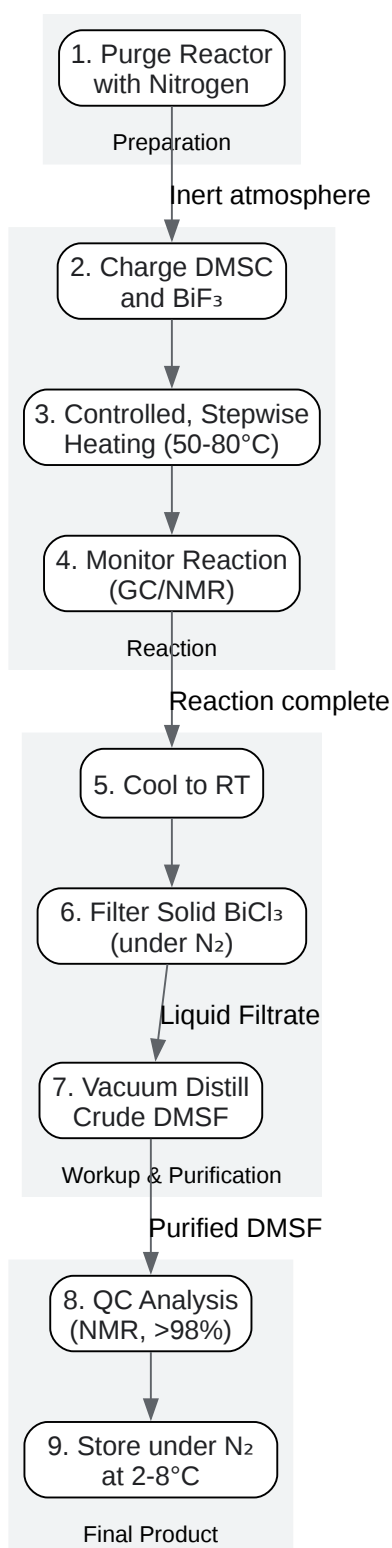 1. Purge Reactor
with Nitrogen
Preparation
Inert atmosphere
2. Charge DMSC
and BiF₃
3. Controlled, Stepwise
Heating (50-80°C)
4. Monitor Reaction
(GC/NMR)
Reaction
Reaction complete
5. Cool to RT
6. Filter Solid BiCl₃
(under N₂)
Liquid Filtrate
7. Vacuum Distill
Crude DMSF
Workup & Purification
Purified DMSF
8. QC Analysis
(NMR, >98%)
9. Store under N₂
at 2-8°C
Final Product